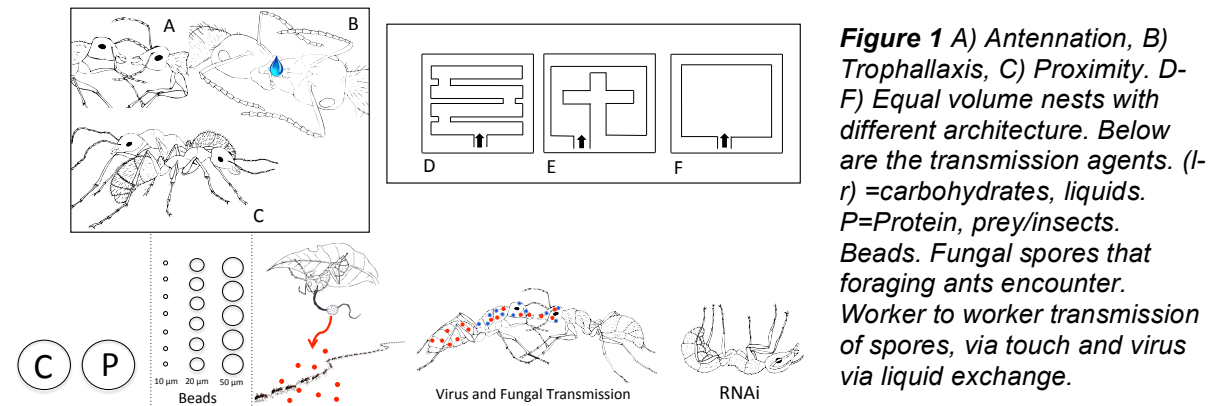 A
B
C
D
E
F
Figure 1 A) Antennation, B)
Trophallaxis, C) Proximity. D-
F) Equal volume nests with
different architecture. Below
are the transmission agents. (l-
r) =carbohydrates, liquids.
P=Protein, prey/insects.
Beads. Fungal spores that
foraging ants encounter.
Worker to worker transmission
of spores, via touch and virus
via liquid exchange.
C
P
10 µm
20 µm
50 µm
Beads
Virus and Fungal Transmission
RNAi